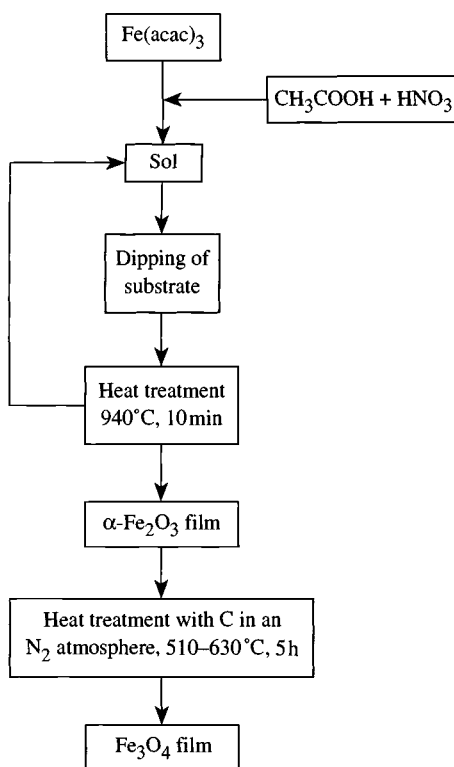 Fe(acac)₃
CH₃COOH + HNO₃
Sol
Dipping of
substrate
Heat treatment
940°C, 10 min
α-Fe₂O₃ film
Heat treatment with C in an
N₂ atmosphere, 510–630°C, 5h
Fe₃O₄ film